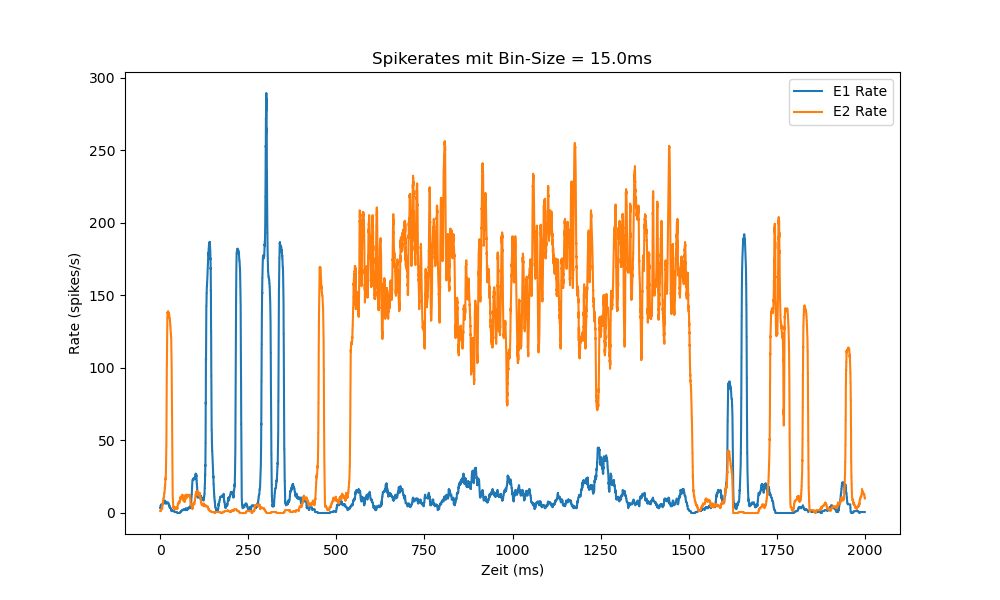 Spikerates mit Bin-Size = 15.0ms
E1 Rate
E2 Rate
Rate (spikes/s)
300
250
200
150
100
50
0
0 250 500 750 1000 1250 1500 1750 2000
Zeit (ms)